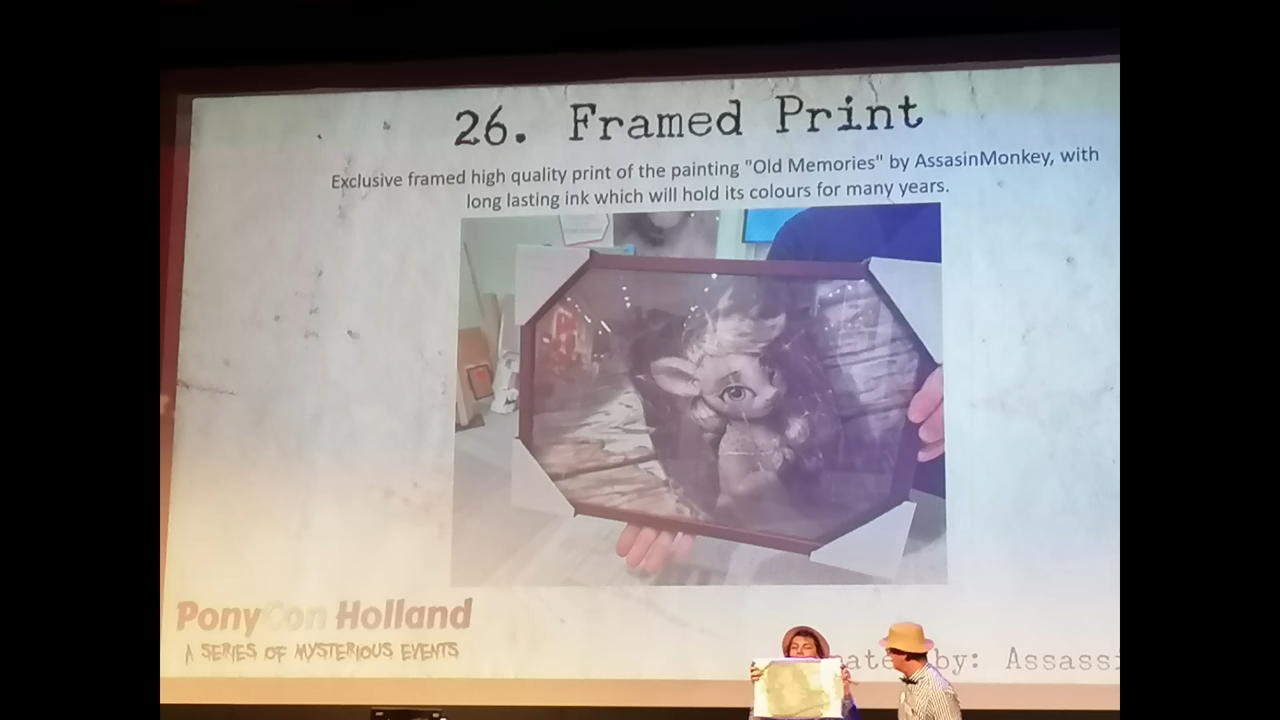 26. Framed Print
Exclusive framed high quality print of the painting "Old Memories" by AssasinMonkey, with
long lasting ink which will hold its colours for many years.
PonyCon Holland
A SERIES OF MYSTERIOUS EVENTS
by: